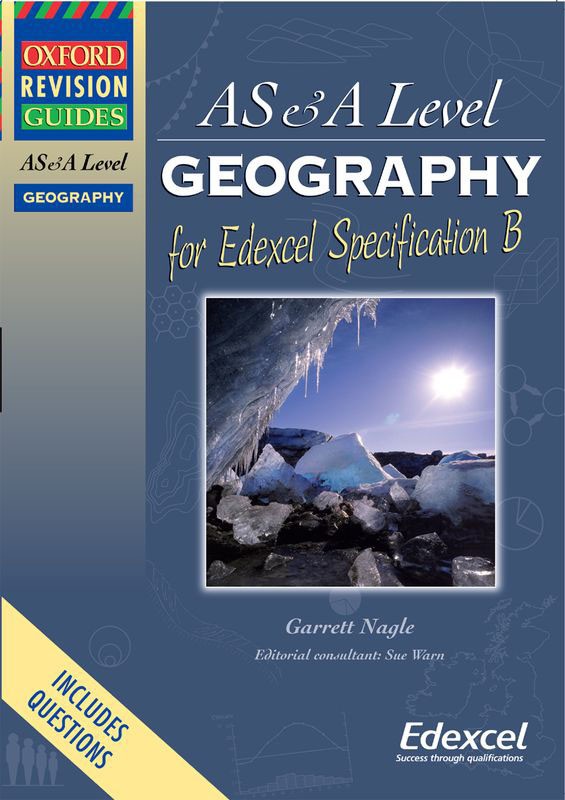 OXFORD
REVISION
GUIDES
AS & A Level
GEOGRAPHY
AS & A Level
GEOGRAPHY
for Edexcel Specification B
Garrett Nagle
Editorial consultant: Sue Warn
INCLUDES
QUESTIONS
Edexcel
Success through qualifications